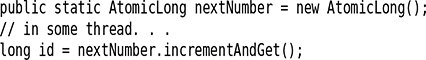 public static AtomicLong nextNumber = new AtomicLong();
// in some thread. . .
long id = nextNumber.incrementAndGet();